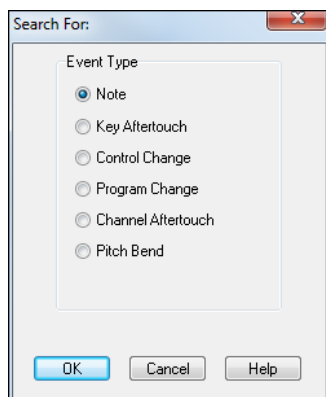 Search For:
Event Type
Note
Key Aftertouch
Control Change
Program Change
Channel Aftertouch
Pitch Bend
OK Cancel Help